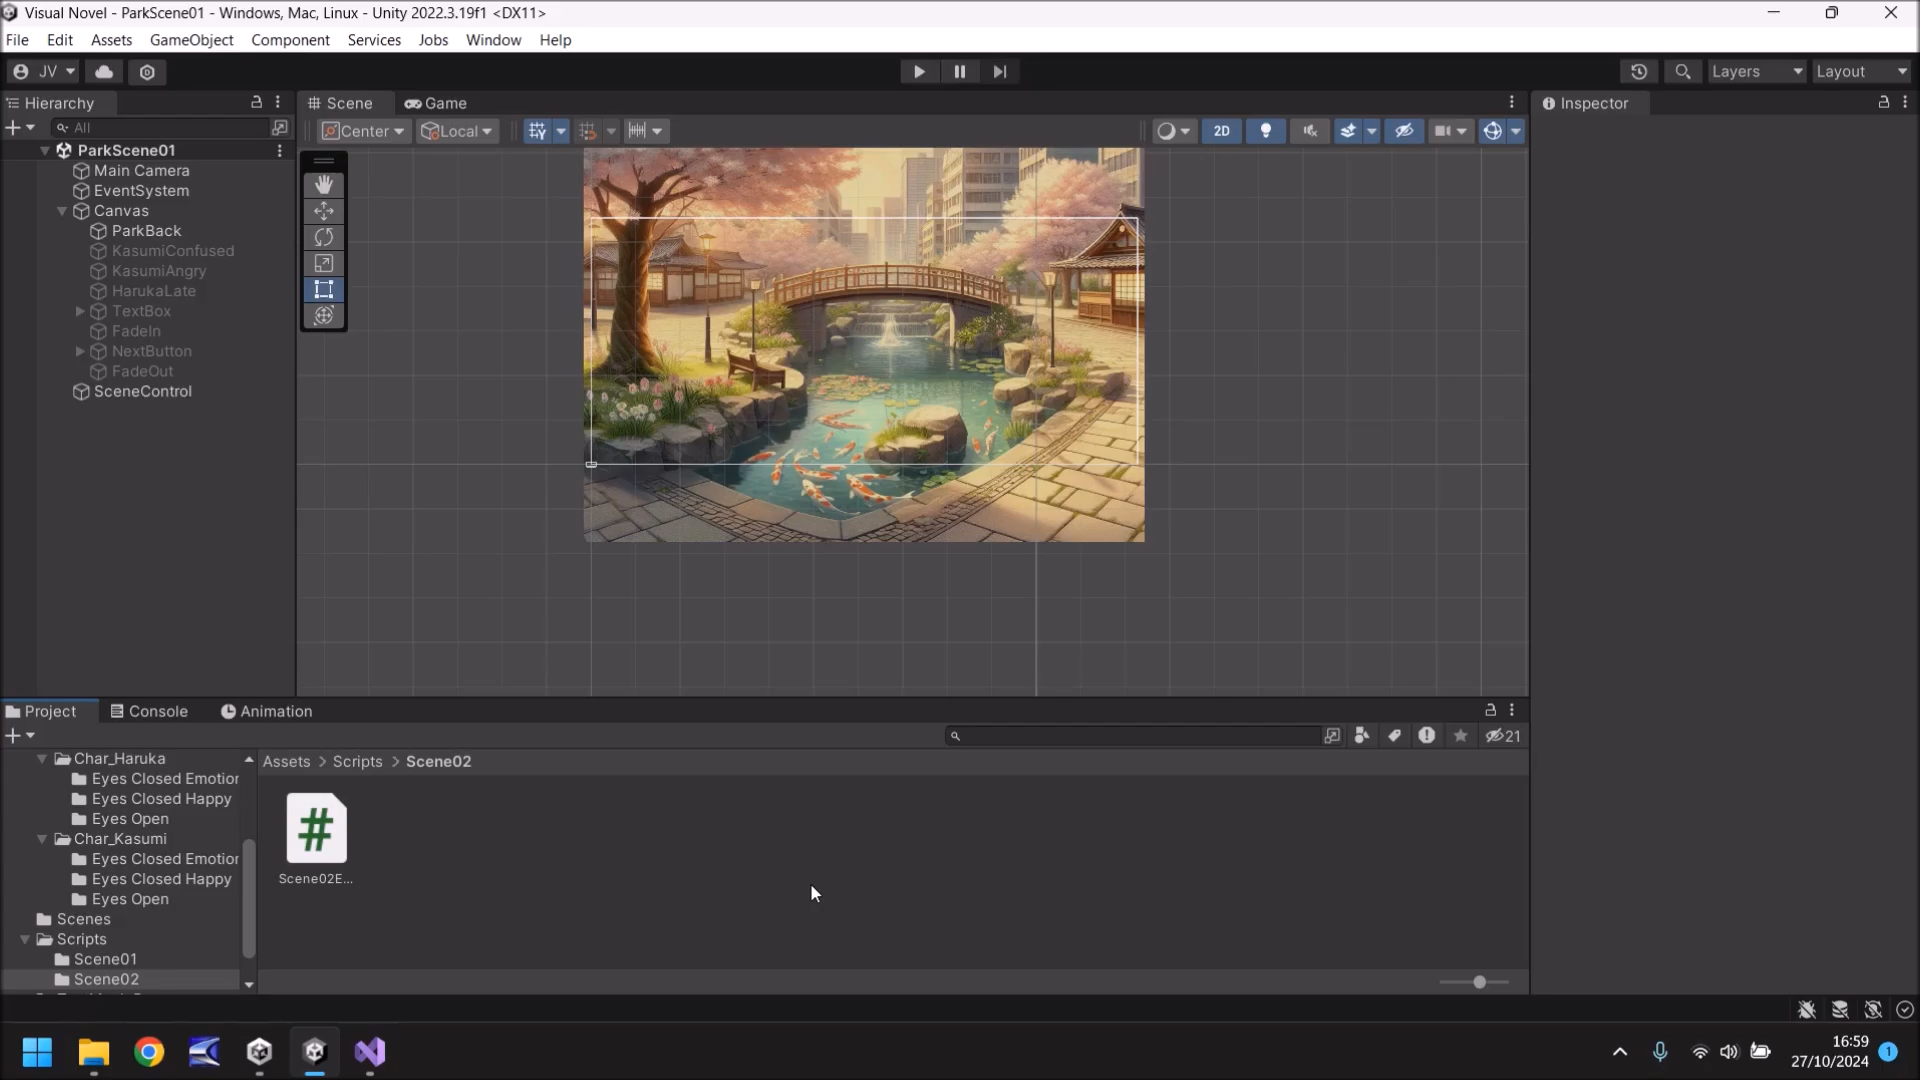 Visual Novel - ParkScene01 - Windows, Mac, Linux - Unity 2022.3.19f1 <DX11>
File Edit Assets GameObject Component Services Jobs Window Help
JV
Layers Layout
Hierarchy
Scene Game
Inspector
All
Center Local
2D
ParkScene01
Main Camera
EventSystem
Canvas
ParkBack
KasumiConfused
KasumiAngry
HarukaLate
TextBox
FadeIn
NextButton
FadeOut
SceneControl
Project Console Animation
21
Char_Haruka
Eyes Closed Emotion
Eyes Closed Happy
Eyes Open
Char_Kasumi
Eyes Closed Emotion
Eyes Closed Happy
Eyes Open
Scenes
Scripts
Scene01
Scene02
Assets > Scripts > Scene02
#
Scene02E...
16:59
27/10/2024
1